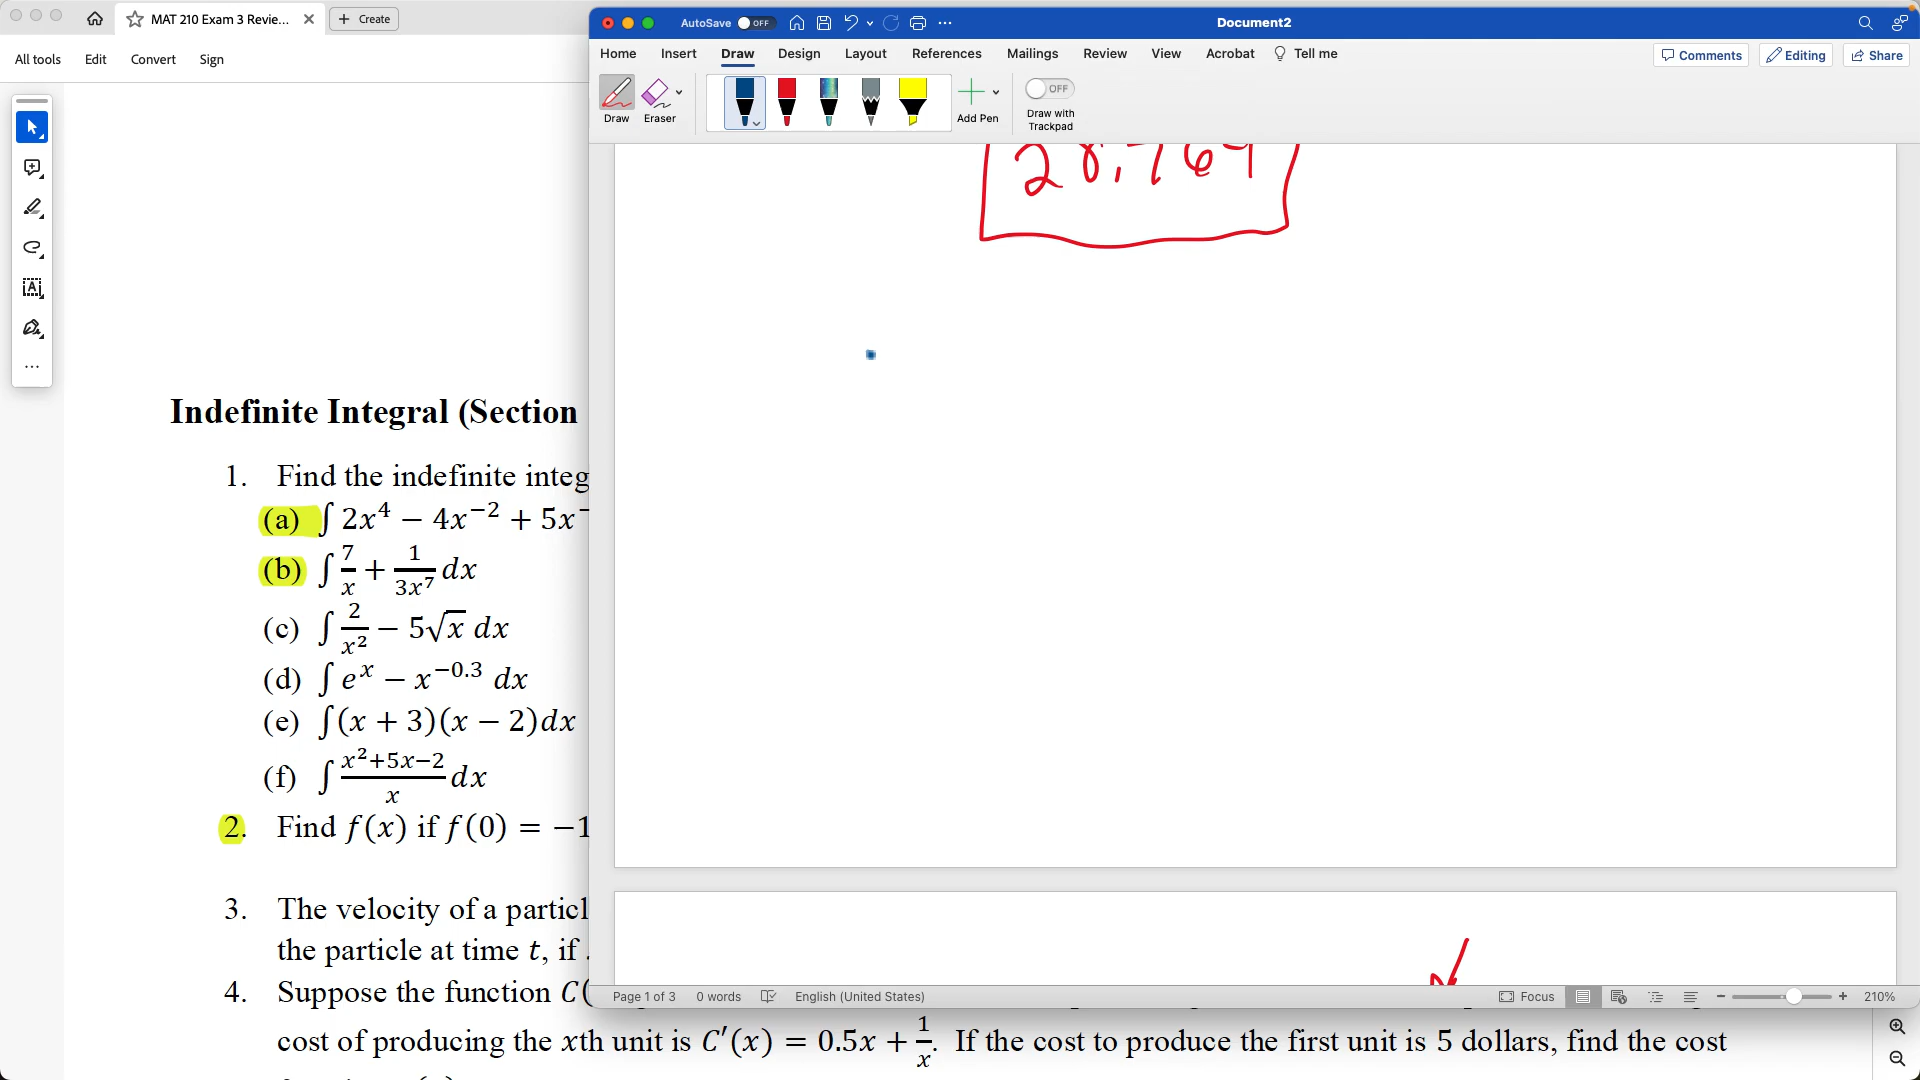 MAT 210 Exam 3 Revie...
Create
All tools
Edit
Convert
Sign
AutoSave
OFF
Document2
Home
Insert
Draw
Design
Layout
References
Mailings
Review
View
Acrobat
Tell me
Comments
Editing
Share
Draw
Eraser
Add Pen
OFF
Draw with
Trackpad
Indefinite Integral (Section
1. Find the indefinite integ
(a) ∫ 2x⁴ − 4x⁻² + 5x⁻
(b) ∫ 7/x + 1/3x⁷ dx
(c) ∫ 2/x² − 5√x dx
(d) ∫ eˣ − x⁻⁰·³ dx
(e) ∫(x + 3)(x − 2)dx
(f) ∫ x²+5x−2/x dx
2. Find f(x) if f(0) = −1
3. The velocity of a particl
the particle at time t, if
4. Suppose the function C(
cost of producing the xth unit is C′(x) = 0.5x + 1/x. If the cost to produce the first unit is 5 dollars, find the cost
Page 1 of 3
0 words
English (United States)
Focus
210%